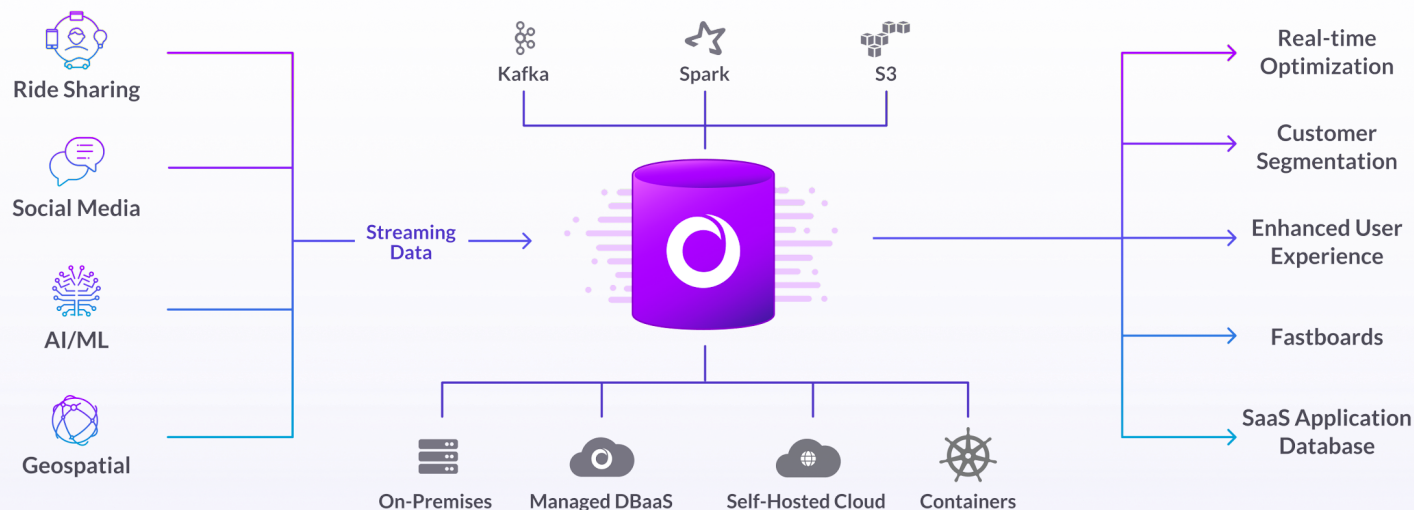 Ride Sharing
Social Media
AI/ML
Geospatial
Streaming
Data
Kafka
Spark
S3
On-Premises
Managed DBaaS
Self-Hosted Cloud
Containers
Real-time
Optimization
Customer
Segmentation
Enhanced User
Experience
Fastboards
SaaS Application
Database